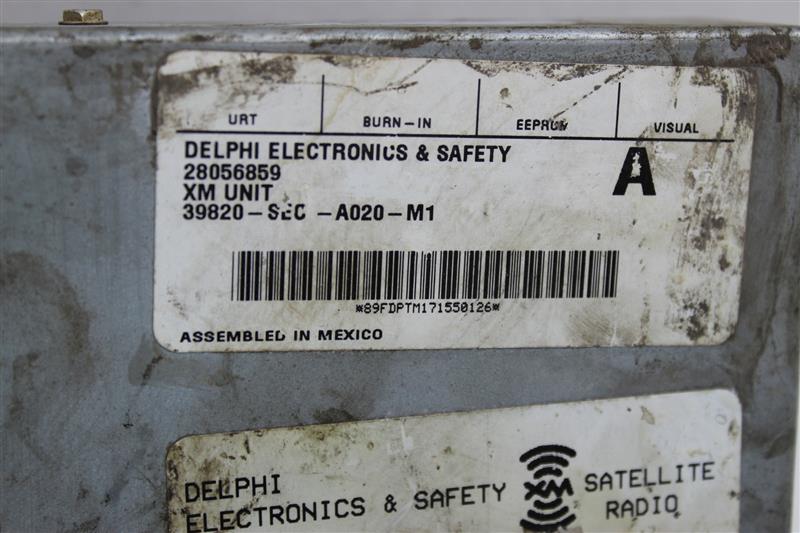 URT BURN-IN EEPROM VISUAL
DELPHI ELECTRONICS & SAFETY
A
28056859
XM UNIT
39820-SEC -A020-M1
*89FDPTM171550126*
ASSEMBLED IN MEXICO
DELPHI
ELECTRONICS & SAFETY
XM
SATELLITE
RADIO